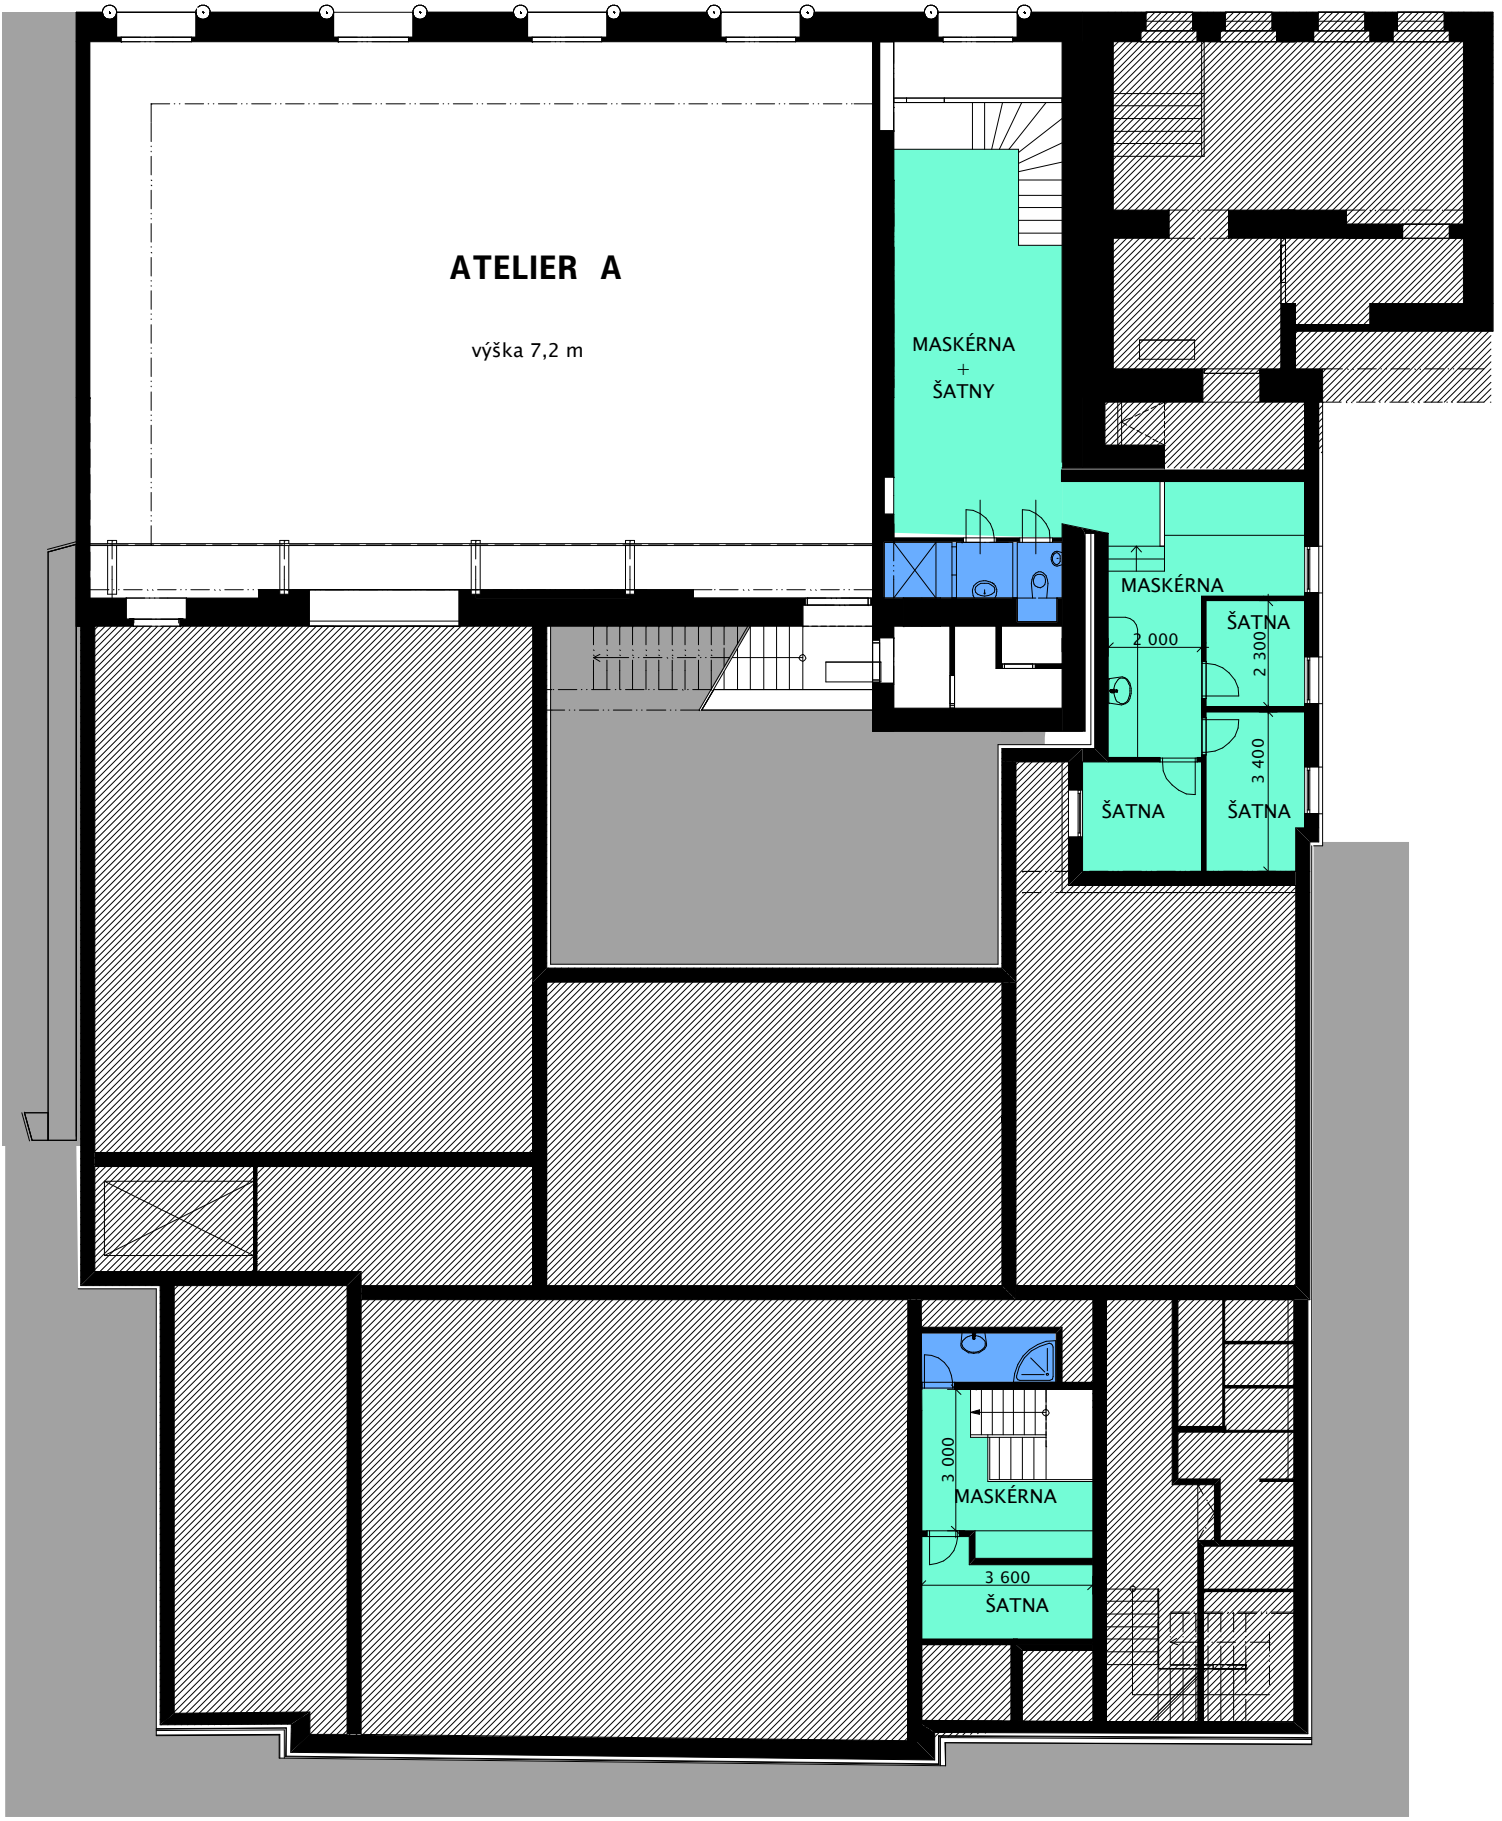 ATELIER A
výška 7,2 m
MASKÉRNA
+
ŠATNY
MASKÉRNA
ŠATNA
2 000
2 300
3 400
ŠATNA
ŠATNA
3 000
MASKÉRNA
3 600
ŠATNA